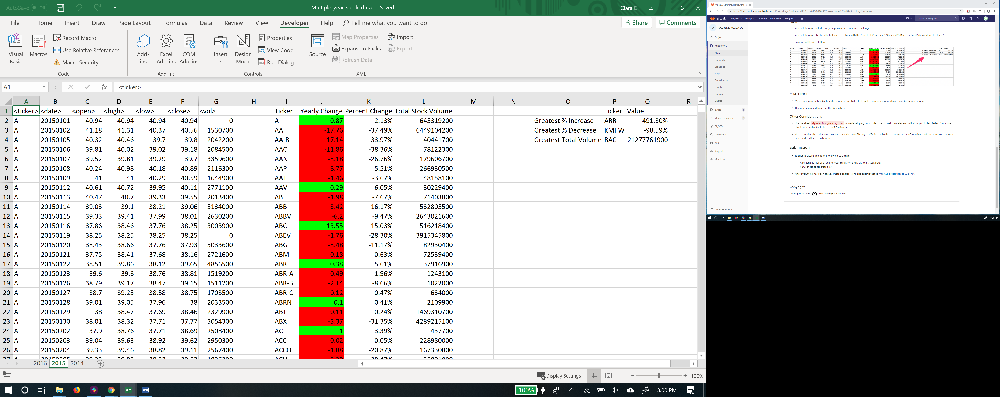 AutoSave Off
Multiple_year_stock_data - Saved
Clara E
File Home Insert Draw Page Layout Formulas Data Review View Developer Help Tell me what you want to do
Share Comments
Visual Basic
Macros
Record Macro
Use Relative References
Macro Security
Code
Add-ins
Excel Add-ins
COM Add-ins
Add-ins
Insert
Design Mode
Properties
View Code
Run Dialog
Controls
Source
Map Properties
Expansion Packs
Refresh Data
Import
Export
XML
A1
fx
<ticker>
A B C D E F G H I J K L M N O P Q R
1 <ticker> <date> <open> <high> <low> <close> <vol> Ticker Yearly Change Percent Change Total Stock Volume Ticker Value
2 A 20150101 40.94 40.94 40.94 40.94 0 A 0.87 2.13% 645319200 Greatest % Increase ARR 491.30%
3 A 20150102 41.18 41.31 40.37 40.56 1530700 AA -17.76 -37.49% 6449104200 Greatest % Decrease KMI.W -98.59%
4 A 20150105 40.32 40.46 39.7 39.8 2042200 AA-B -17.14 -33.97% 40441700 Greatest Total Volume BAC 21277761900
5 A 20150106 39.81 40.02 39.02 39.18 2084500 AAC -11.86 -38.36% 78122300
6 A 20150107 39.52 39.81 39.29 39.7 3359600 AAN -8.18 -26.76% 179606700
7 A 20150108 40.24 40.98 40.18 40.89 2116300 AAP -8.77 -5.51% 266930500
8 A 20150109 41 41 40.29 40.59 1644900 AAT -1.46 -3.67% 48158100
9 A 20150112 40.61 40.72 39.95 40.11 2771100 AAV 0.29 6.05% 30229400
10 A 20150113 40.47 40.7 39.33 39.55 2013400 AB -1.98 -7.67% 71403800
11 A 20150114 39.03 39.1 38.21 39.06 5134000 ABB -3.42 -16.17% 532805500
12 A 20150115 39.33 39.41 37.99 38.01 2630200 ABBV -6.2 -9.47% 2643021600
13 A 20150116 37.86 38.46 37.76 38.25 3003900 ABC 13.55 15.03% 516218400
14 A 20150119 38.25 38.25 38.25 38.25 0 ABEV -1.76 -28.30% 3915345800
15 A 20150120 38.43 38.66 37.76 37.93 5033600 ABG -8.48 -11.17% 82930400
16 A 20150121 37.75 38.41 37.68 38.16 2721600 ABM -0.18 -0.63% 72539400
17 A 20150122 38.51 39.86 38.12 39.65 4856500 ABR 0.38 5.61% 37916900
18 A 20150123 39.6 39.6 38.76 38.81 1519200 ABR-A -0.49 -1.96% 1243100
19 A 20150126 38.79 39.17 38.47 39.15 1511200 ABR-B -2.14 -8.66% 1022000
20 A 20150127 38.7 39.25 38.58 38.75 1703500 ABR-C -0.12 -0.47% 634000
21 A 20150128 39.01 39.05 37.96 38 2033500 ABRN 0.1 0.41% 2109900
22 A 20150129 38 38.47 37.69 38.46 2329900 ABT -0.11 -0.24% 1469310700
23 A 20150130 38.01 38.32 37.71 37.77 3054300 ABX -3.37 -31.35% 4289215100
24 A 20150202 37.9 38.76 37.71 38.69 2508400 AC 1 3.39% 437700
25 A 20150203 39.04 39.63 38.92 39.62 2950300 ACC -0.02 -0.05% 228980000
26 A 20150204 39.33 39.46 38.82 39.11 2567400 ACCO -1.88 -20.87% 167330800
2016 2015 2014
Display Settings 100%
100% 8:00 PM
02-VBA-Scripting/Homework
https://ucb.bootcampcontent.com/UCB-Coding-Bootcamp/UCBBEL201902DATA2/tree/master/02-VBA-Scripting/Homework
GitLab Projects Groups Activity Milestones Snippets Search or jump to...
U UCBBEL201902DATA2
Project
Repository
Files
Commits
Branches
Tags
Contributors
Graph
Compare
Charts
Issues 1
Merge Requests 0
CI / CD
Operations
Wiki
Snippets
Members
Collapse sidebar
Your solution will include everything from the moderate challenge.
Your solution will also be able to locate the stock with the "Greatest % increase", "Greatest % Decrease" and "Greatest total volume".
Solution will look as follows.
CHALLENGE
Make the appropriate adjustments to your script that will allow it to run on every worksheet just by running it once.
This can be applied to any of the difficulties.
Other Considerations
Use the sheet alphabetical_testing.xlsx while developing your code. This dataset is smaller and will allow you to test faster. Your code
should run on this file in less than 3-5 minutes.
Make sure that the script acts the same on each sheet. The joy of VBA is to take the tediousness out of repetitive task and run over and over
again with a click of the button.
Submission
To submit please upload the following to Github:
A screen shot for each year of your results on the Multi Year Stock Data.
VBA Scripts as separate files.
After everything has been saved, create a sharable link and submit that to https://bootcampspot-v2.com/.
Copyright
Coding Boot Camp © 2018. All Rights Reserved.
8:00 PM